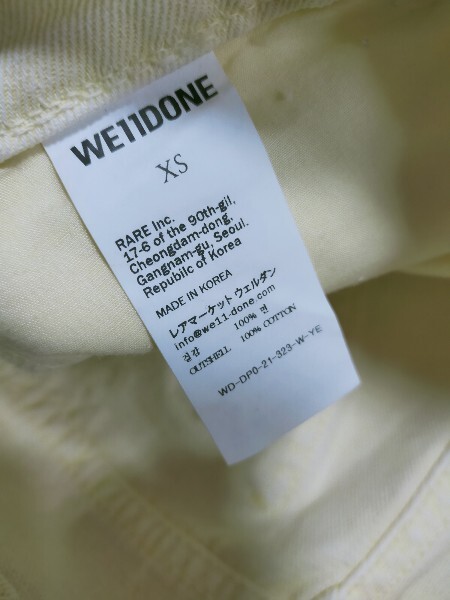 WE11DONE
XS
RARE Inc.
17-6 of the 90th-gil,
Cheongdam-dong,
Gangnam-gu, Seoul.
Republic of Korea
MADE IN KOREA
レアマーケット ウェルダン
info@we11-done.com
겉감 100% 면
OUTSHELL 100% COTTON
WD-DP0-21-323-W-YE